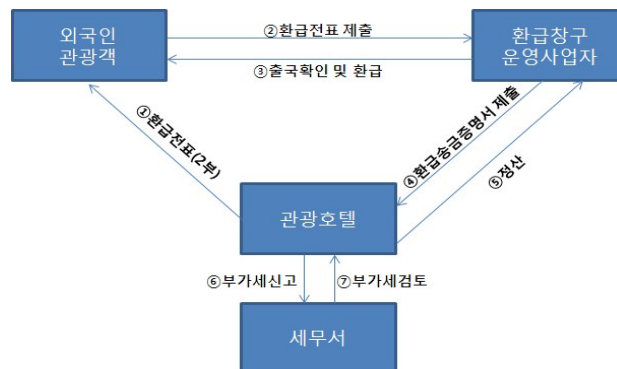 외국인
관광객
②환급전표 제출
환급창구
운영사업자
③출국확인 및 환급
①환급전표(2부)
④환급송금증명서 제출
⑤정산
관광호텔
⑥부가세신고
⑦부가세검토
세무서